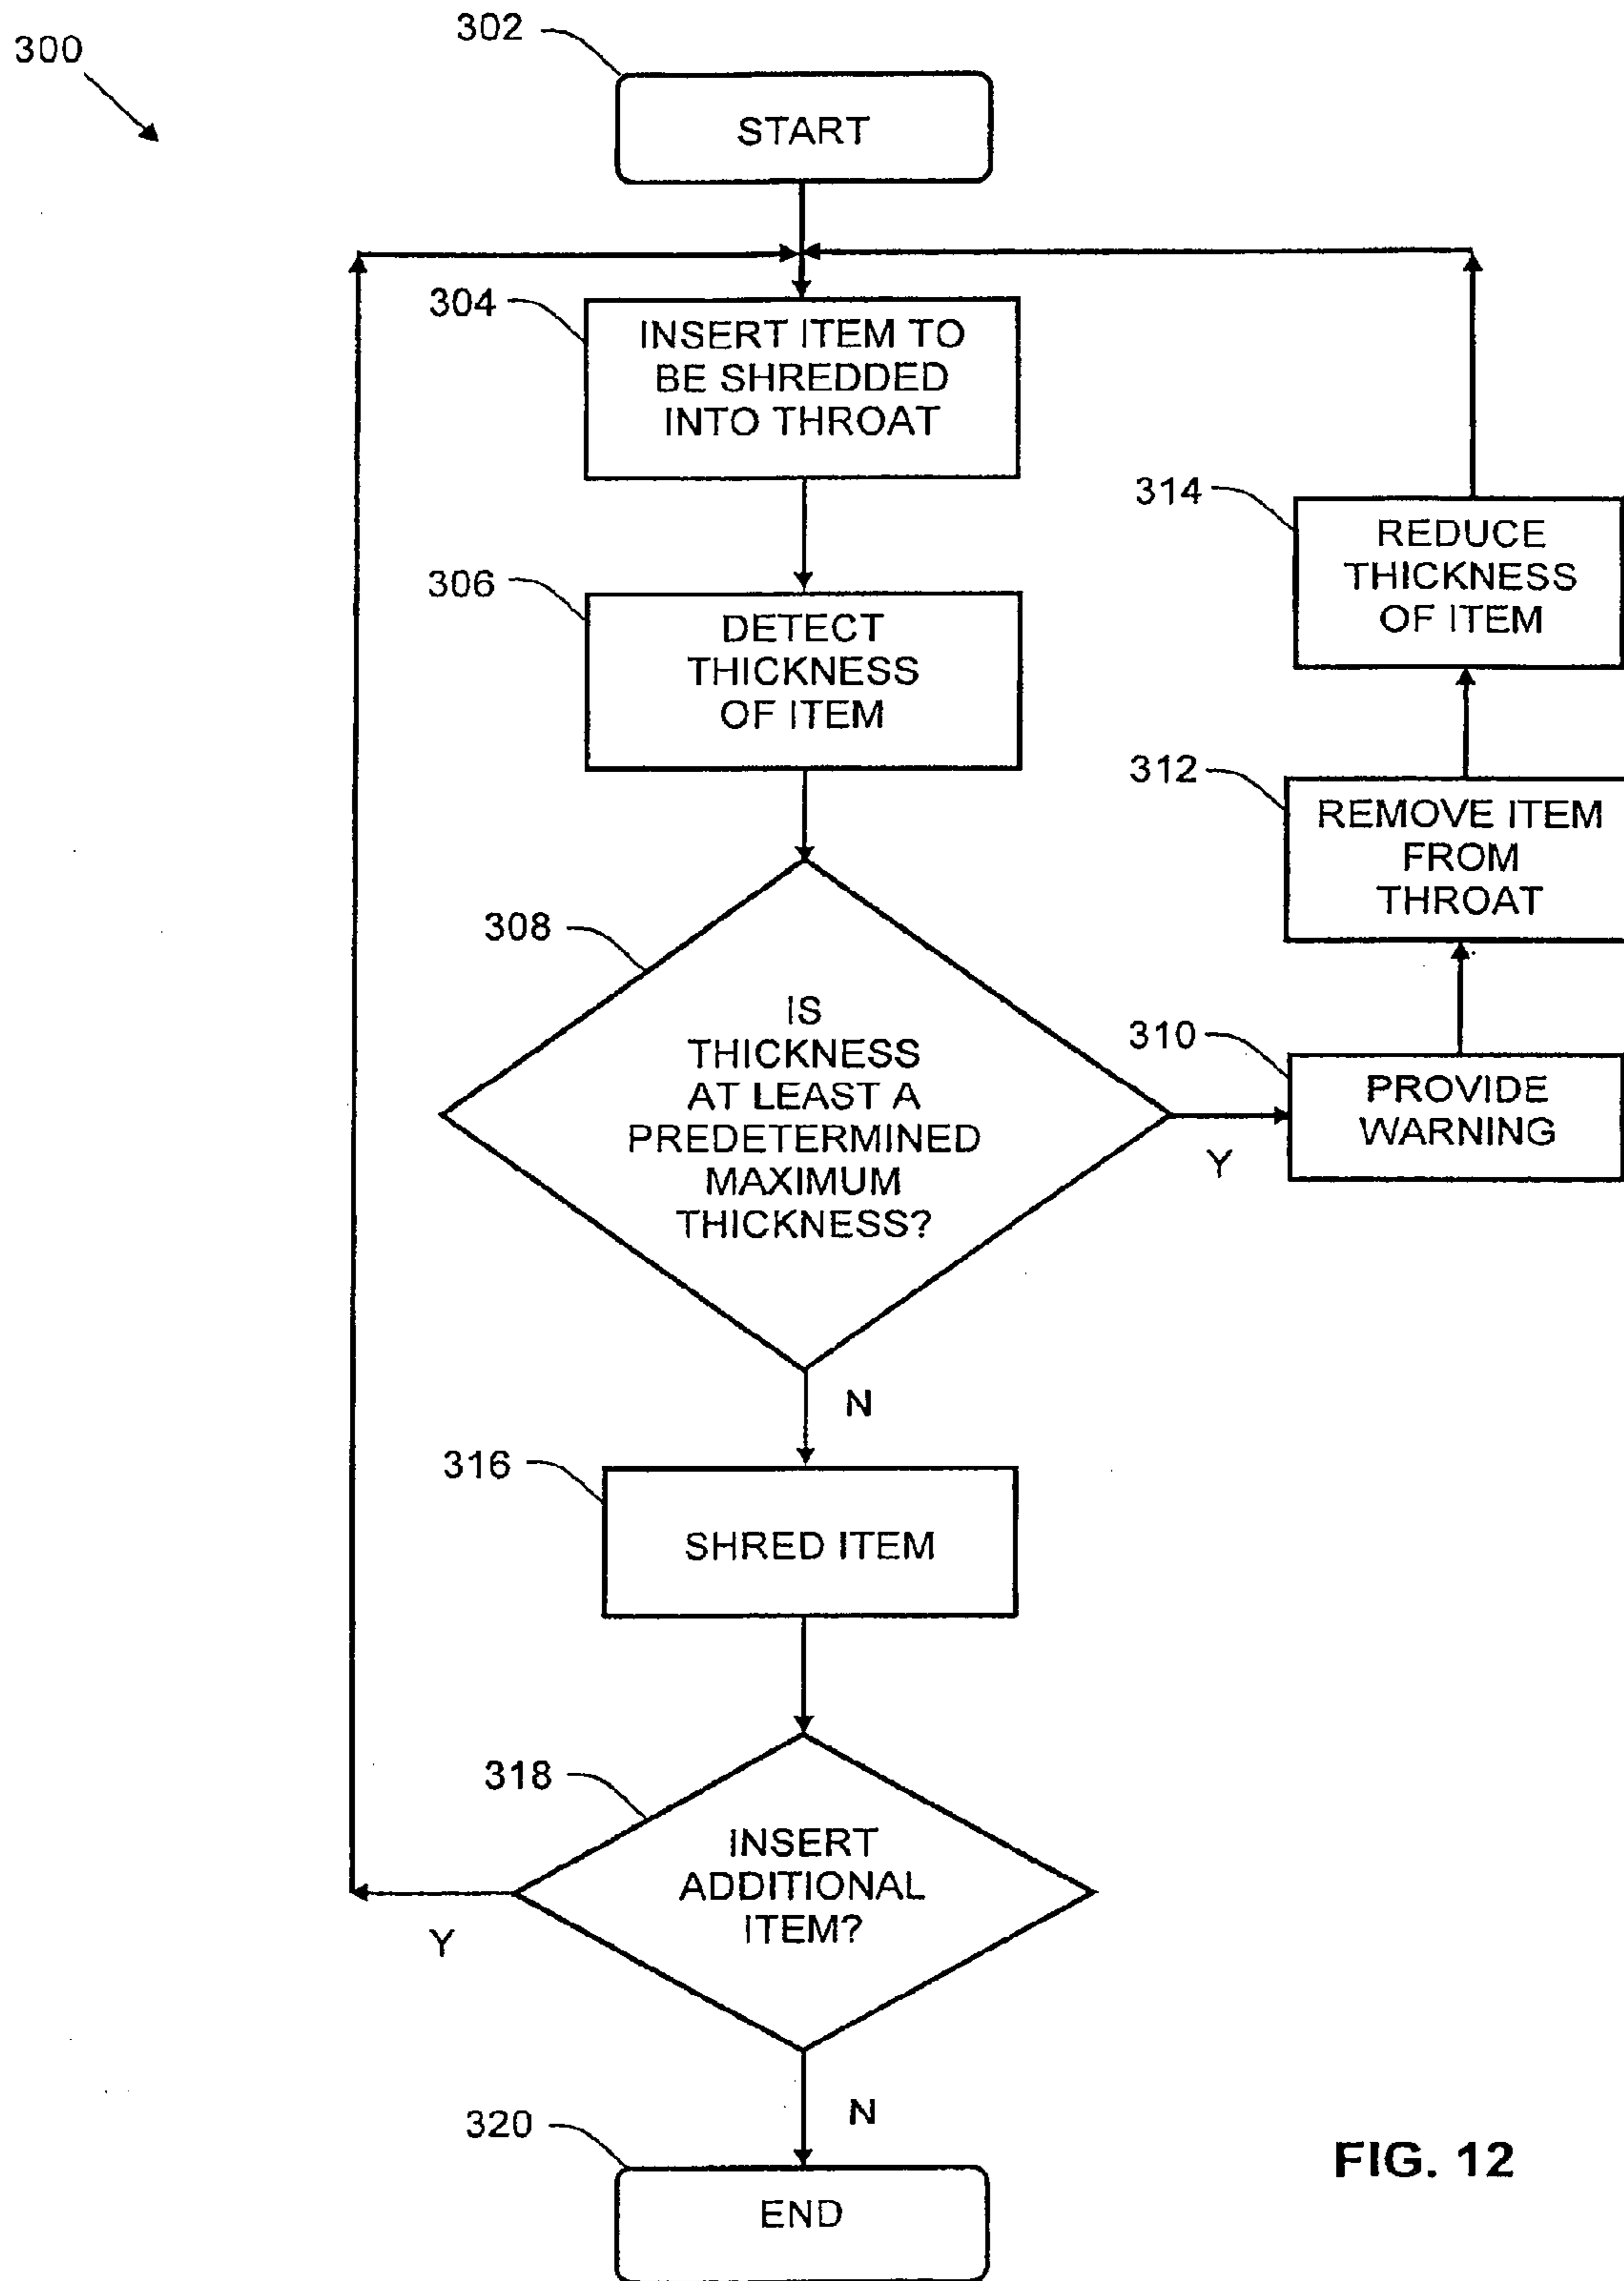 300
302
START
304
INSERT ITEM TO
BE SHREDDED
INTO THROAT
306
DETECT
THICKNESS
OF ITEM
308
IS
THICKNESS
AT LEAST A
PREDETERMINED
MAXIMUM
THICKNESS?
Y
310
PROVIDE
WARNING
312
REMOVE ITEM
FROM
THROAT
314
REDUCE
THICKNESS
OF ITEM
N
316
SHRED ITEM
318
INSERT
ADDITIONAL
ITEM?
Y
N
320
END
FIG. 12